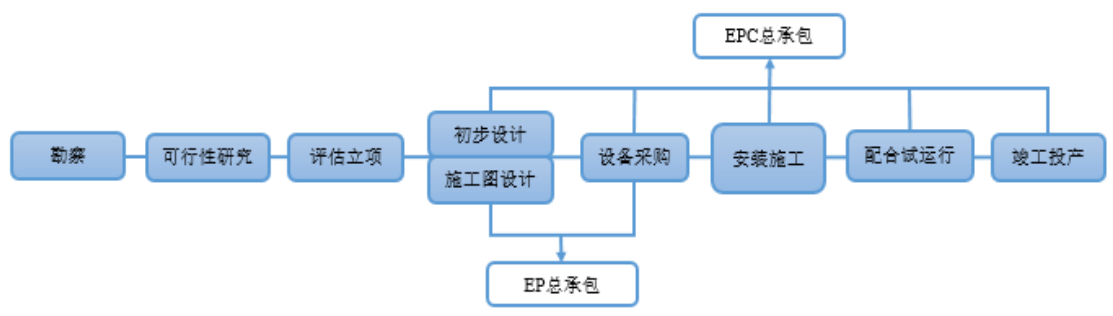 EPC总承包
勘察
可行性研究
评估立项
初步设计
施工图设计
设备采购
安装施工
配合试运行
竣工投产
EP总承包